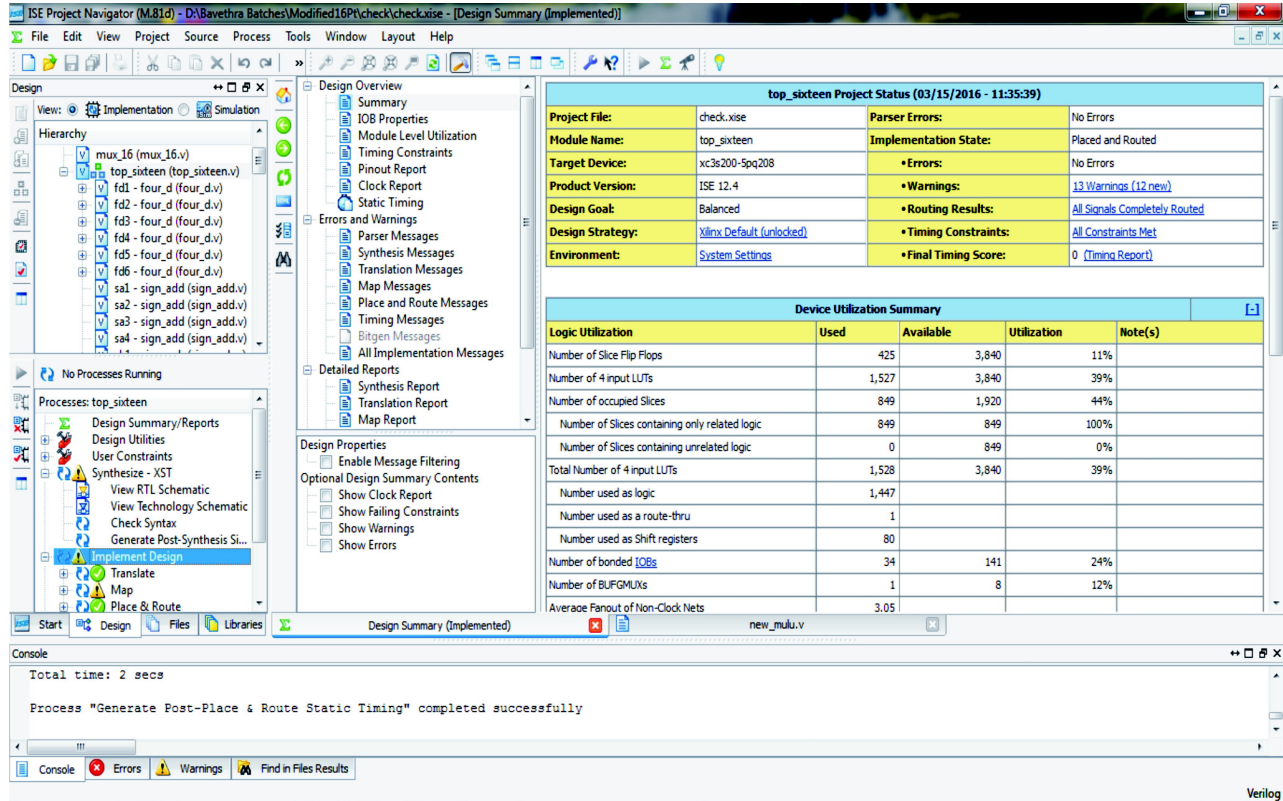 ISE Project Navigator (M.81d) - D:\Bavethra Batches\Modified16Pt\check\check.xise - [Design Summary (Implemented)]
File Edit View Project Source Process Tools Window Layout Help
Design
View: Implementation Simulation
Hierarchy
mux_16 (mux_16.v)
top_sixteen (top_sixteen.v)
fd1 - four_d (four_d.v)
fd2 - four_d (four_d.v)
fd3 - four_d (four_d.v)
fd4 - four_d (four_d.v)
fd5 - four_d (four_d.v)
fd6 - four_d (four_d.v)
sa1 - sign_add (sign_add.v)
sa2 - sign_add (sign_add.v)
sa3 - sign_add (sign_add.v)
sa4 - sign_add (sign_add.v)
No Processes Running
Processes: top_sixteen
Design Summary/Reports
Design Utilities
User Constraints
Synthesize - XST
View RTL Schematic
View Technology Schematic
Check Syntax
Generate Post-Synthesis Si...
Implement Design
Translate
Map
Place & Route
Start Design Files Libraries
Design Overview
Summary
IOB Properties
Module Level Utilization
Timing Constraints
Pinout Report
Clock Report
Static Timing
Errors and Warnings
Parser Messages
Synthesis Messages
Translation Messages
Map Messages
Place and Route Messages
Timing Messages
Bitgen Messages
All Implementation Messages
Detailed Reports
Synthesis Report
Translation Report
Map Report
Design Properties
Enable Message Filtering
Optional Design Summary Contents
Show Clock Report
Show Failing Constraints
Show Warnings
Show Errors
top_sixteen Project Status (03/15/2016 - 11:35:39)
Project File: check.xise Parser Errors: No Errors
Module Name: top_sixteen Implementation State: Placed and Routed
Target Device: xc3s200-5pq208 •Errors: No Errors
Product Version: ISE 12.4 •Warnings: 13 Warnings (12 new)
Design Goal: Balanced •Routing Results: All Signals Completely Routed
Design Strategy: Xilinx Default (unlocked) •Timing Constraints: All Constraints Met
Environment: System Settings •Final Timing Score: 0 (Timing Report)
Device Utilization Summary [-]
Logic Utilization Used Available Utilization Note(s)
Number of Slice Flip Flops 425 3,840 11%
Number of 4 input LUTs 1,527 3,840 39%
Number of occupied Slices 849 1,920 44%
Number of Slices containing only related logic 849 849 100%
Number of Slices containing unrelated logic 0 849 0%
Total Number of 4 input LUTs 1,528 3,840 39%
Number used as logic 1,447
Number used as a route-thru 1
Number used as Shift registers 80
Number of bonded IOBs 34 141 24%
Number of BUFGMUXs 1 8 12%
Average Fanout of Non-Clock Nets 3.05
Design Summary (Implemented) new_mulu.v
Console
Total time: 2 secs
Process "Generate Post-Place & Route Static Timing" completed successfully
Console Errors Warnings Find in Files Results
Verilog